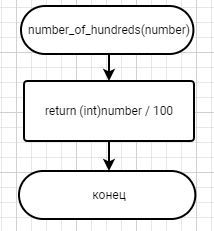 number_of_hundreds(number)
return (int)number / 100
конец